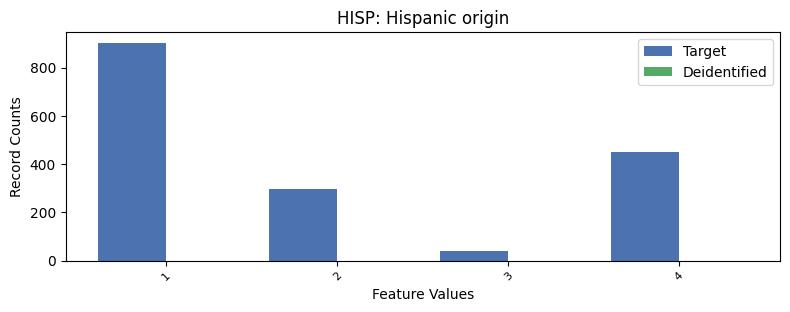 HISP: Hispanic origin
Target
Deidentified
Record Counts
800
600
400
200
0
1
2
3
4
Feature Values